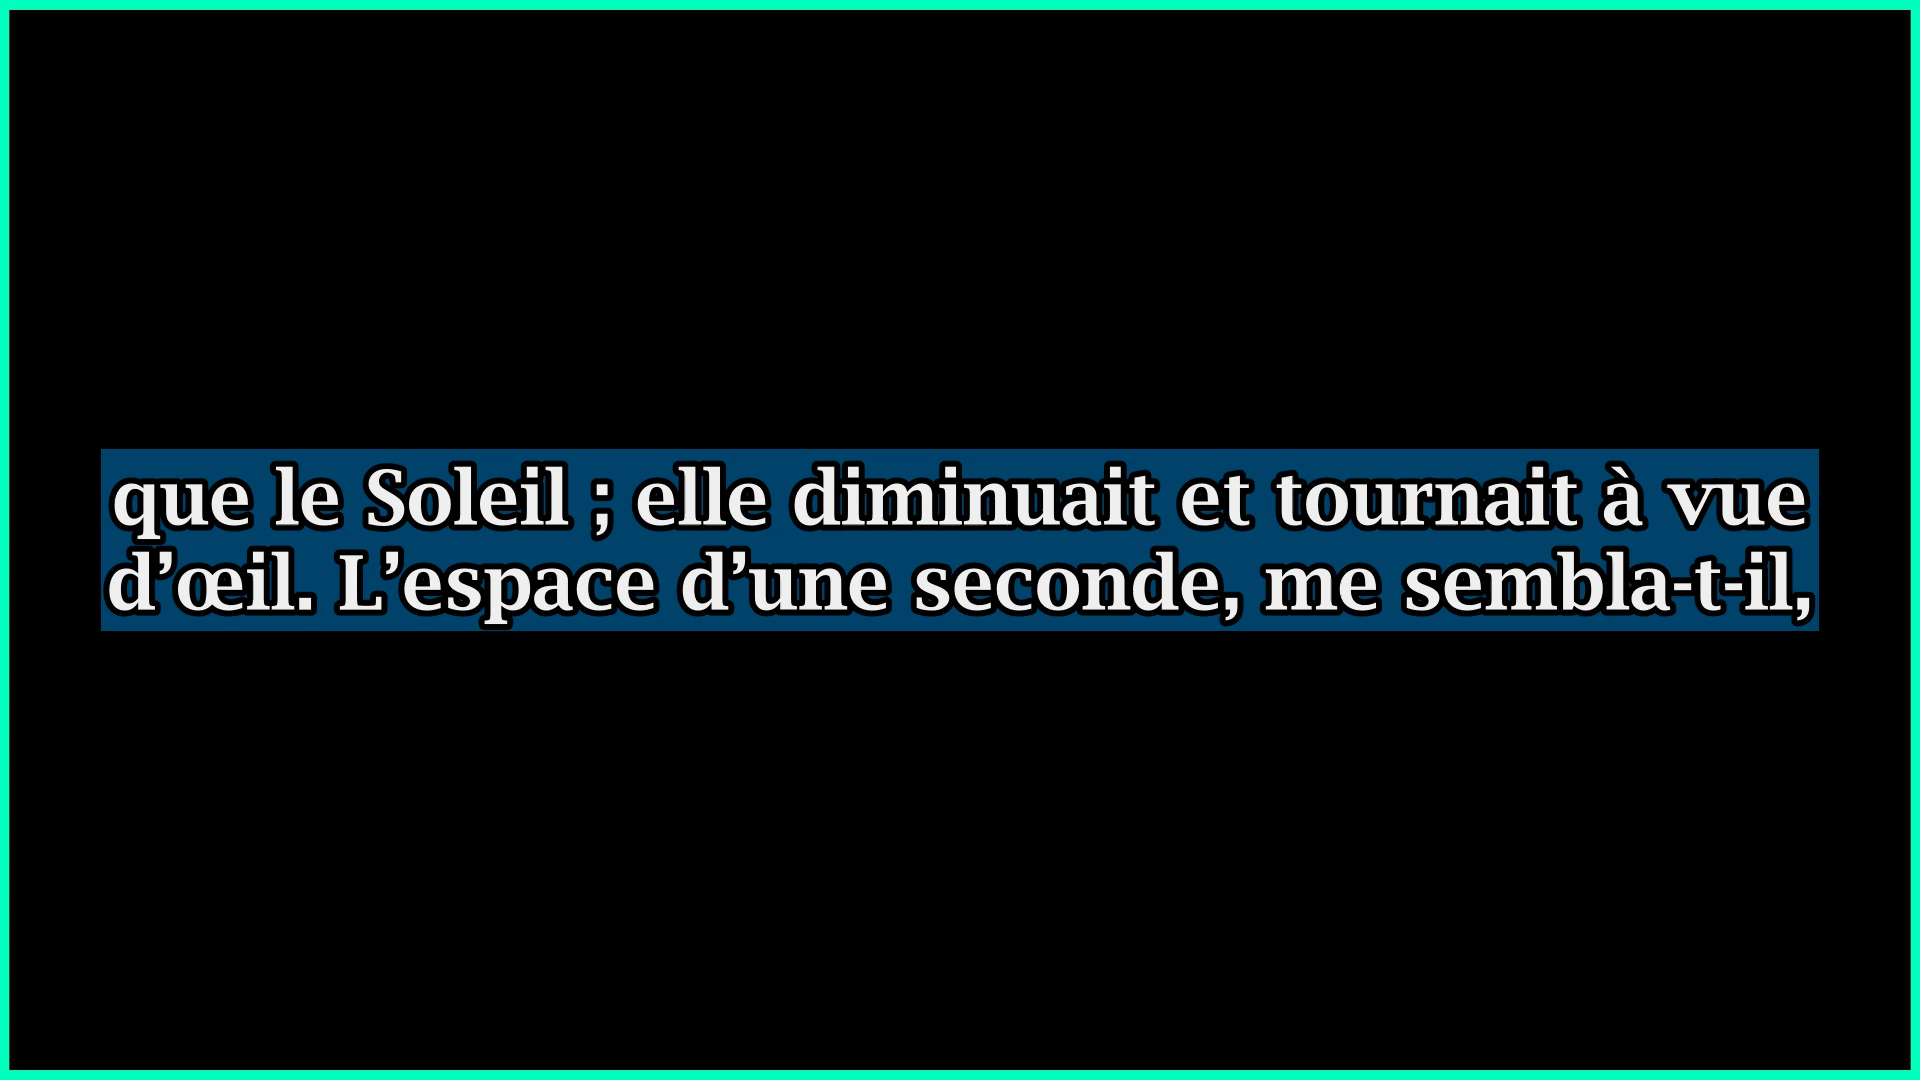 que le Soleil ; elle diminuait et tournait à vue
d’œil. L’espace d’une seconde, me sembla-t-il,